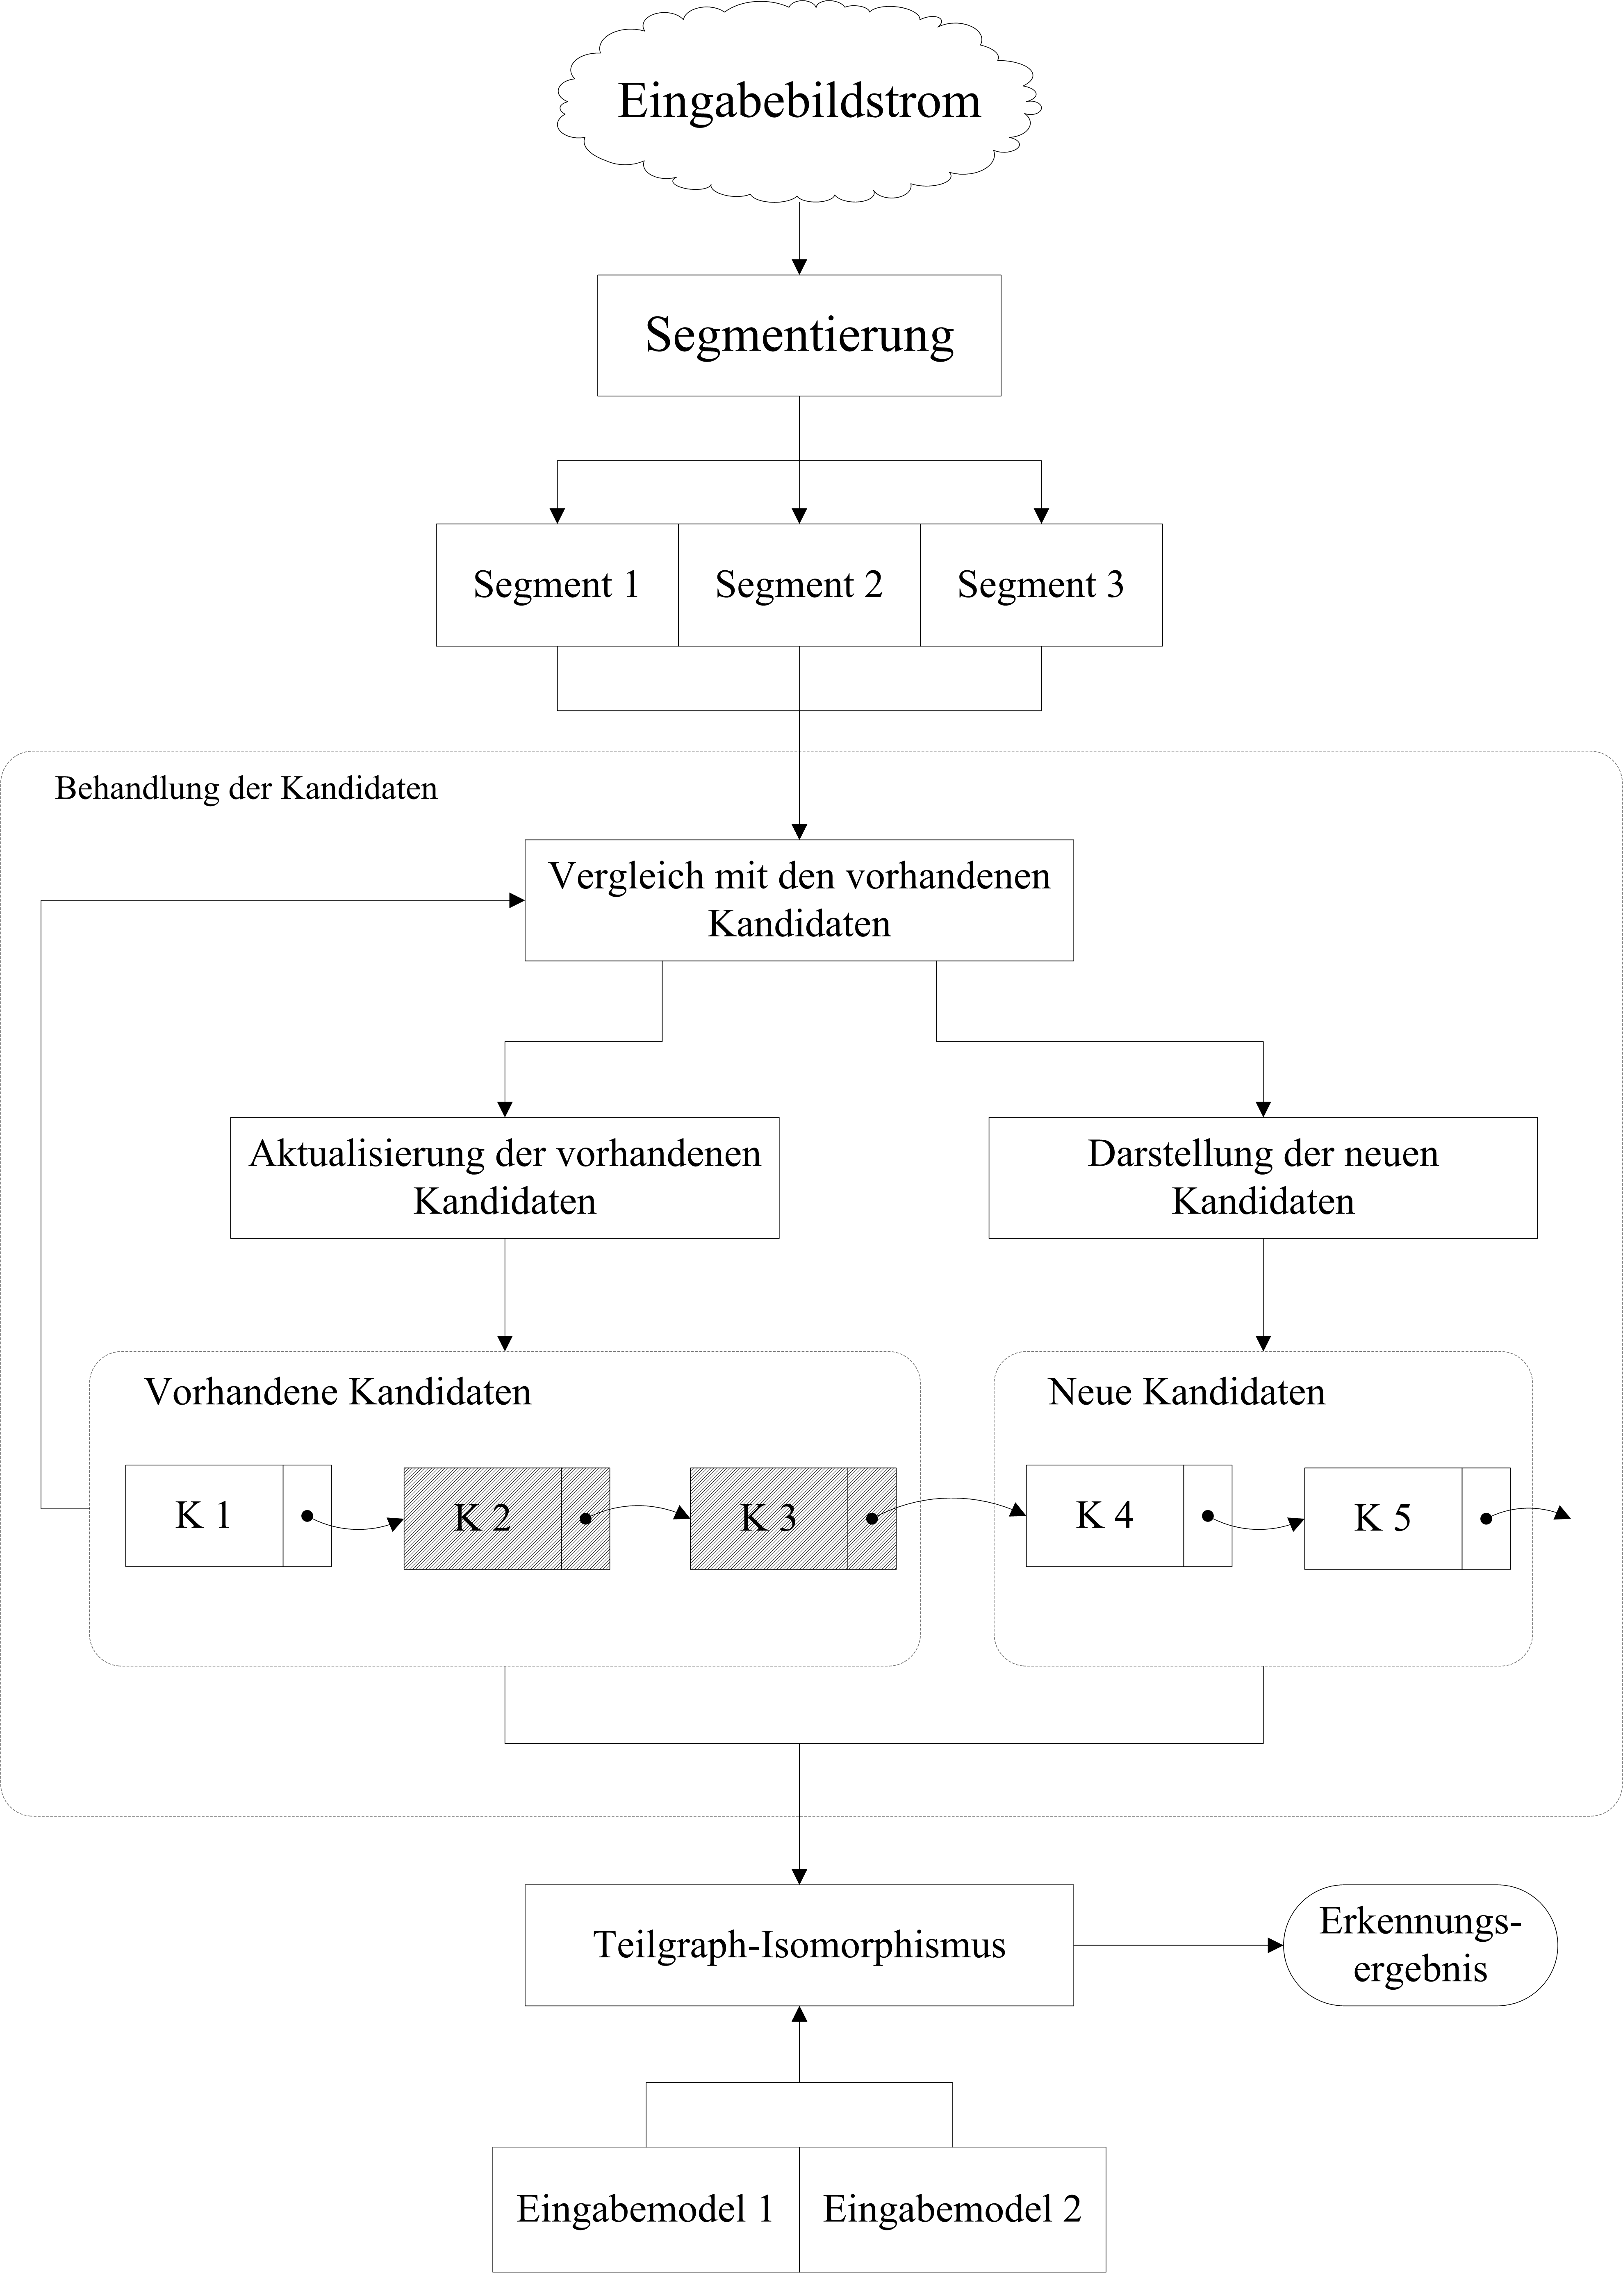 Eingabebildstrom
Segmentierung
Segment 1
Segment 2
Segment 3
Behandlung der Kandidaten
Vergleich mit den vorhandenen
Kandidaten
Aktualisierung der vorhandenen
Kandidaten
Darstellung der neuen
Kandidaten
Vorhandene Kandidaten
K 1
K 2
K 3
Neue Kandidaten
K 4
K 5
Teilgraph-Isomorphismus
Erkennungs-
ergebnis
Eingabemodel 1
Eingabemodel 2